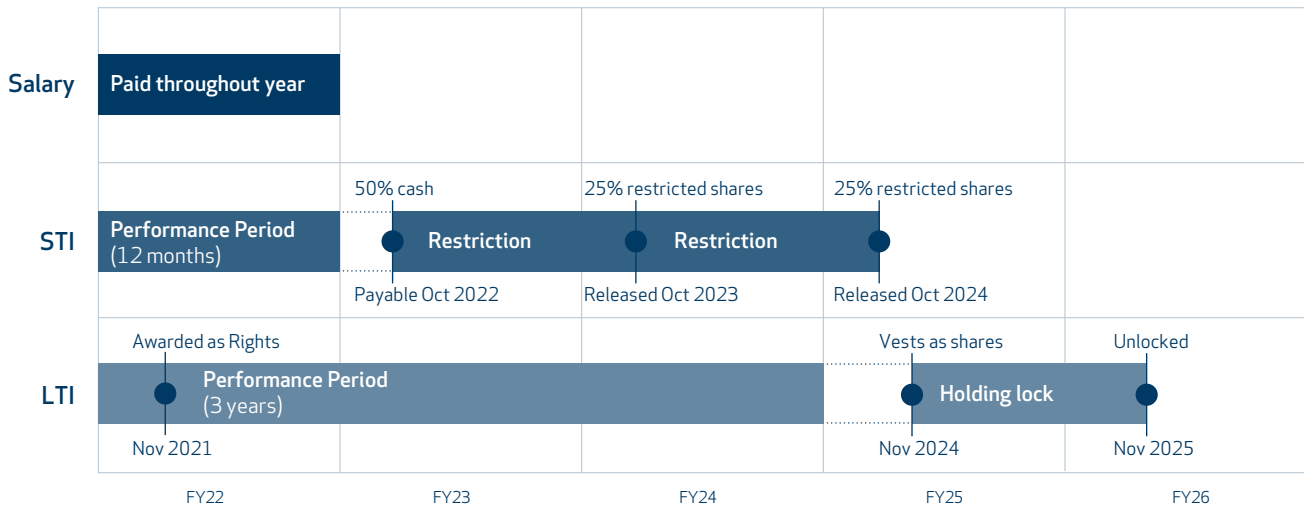 Salary
Paid throughout year
50% cash
25% restricted shares
25% restricted shares
STI
Performance Period
(12 months)
Restriction
Restriction
Payable Oct 2022
Released Oct 2023
Released Oct 2024
Awarded as Rights
Vests as shares
Unlocked
LTI
Performance Period
(3 years)
Holding lock
Nov 2021
Nov 2024
Nov 2025
FY22
FY23
FY24
FY25
FY26